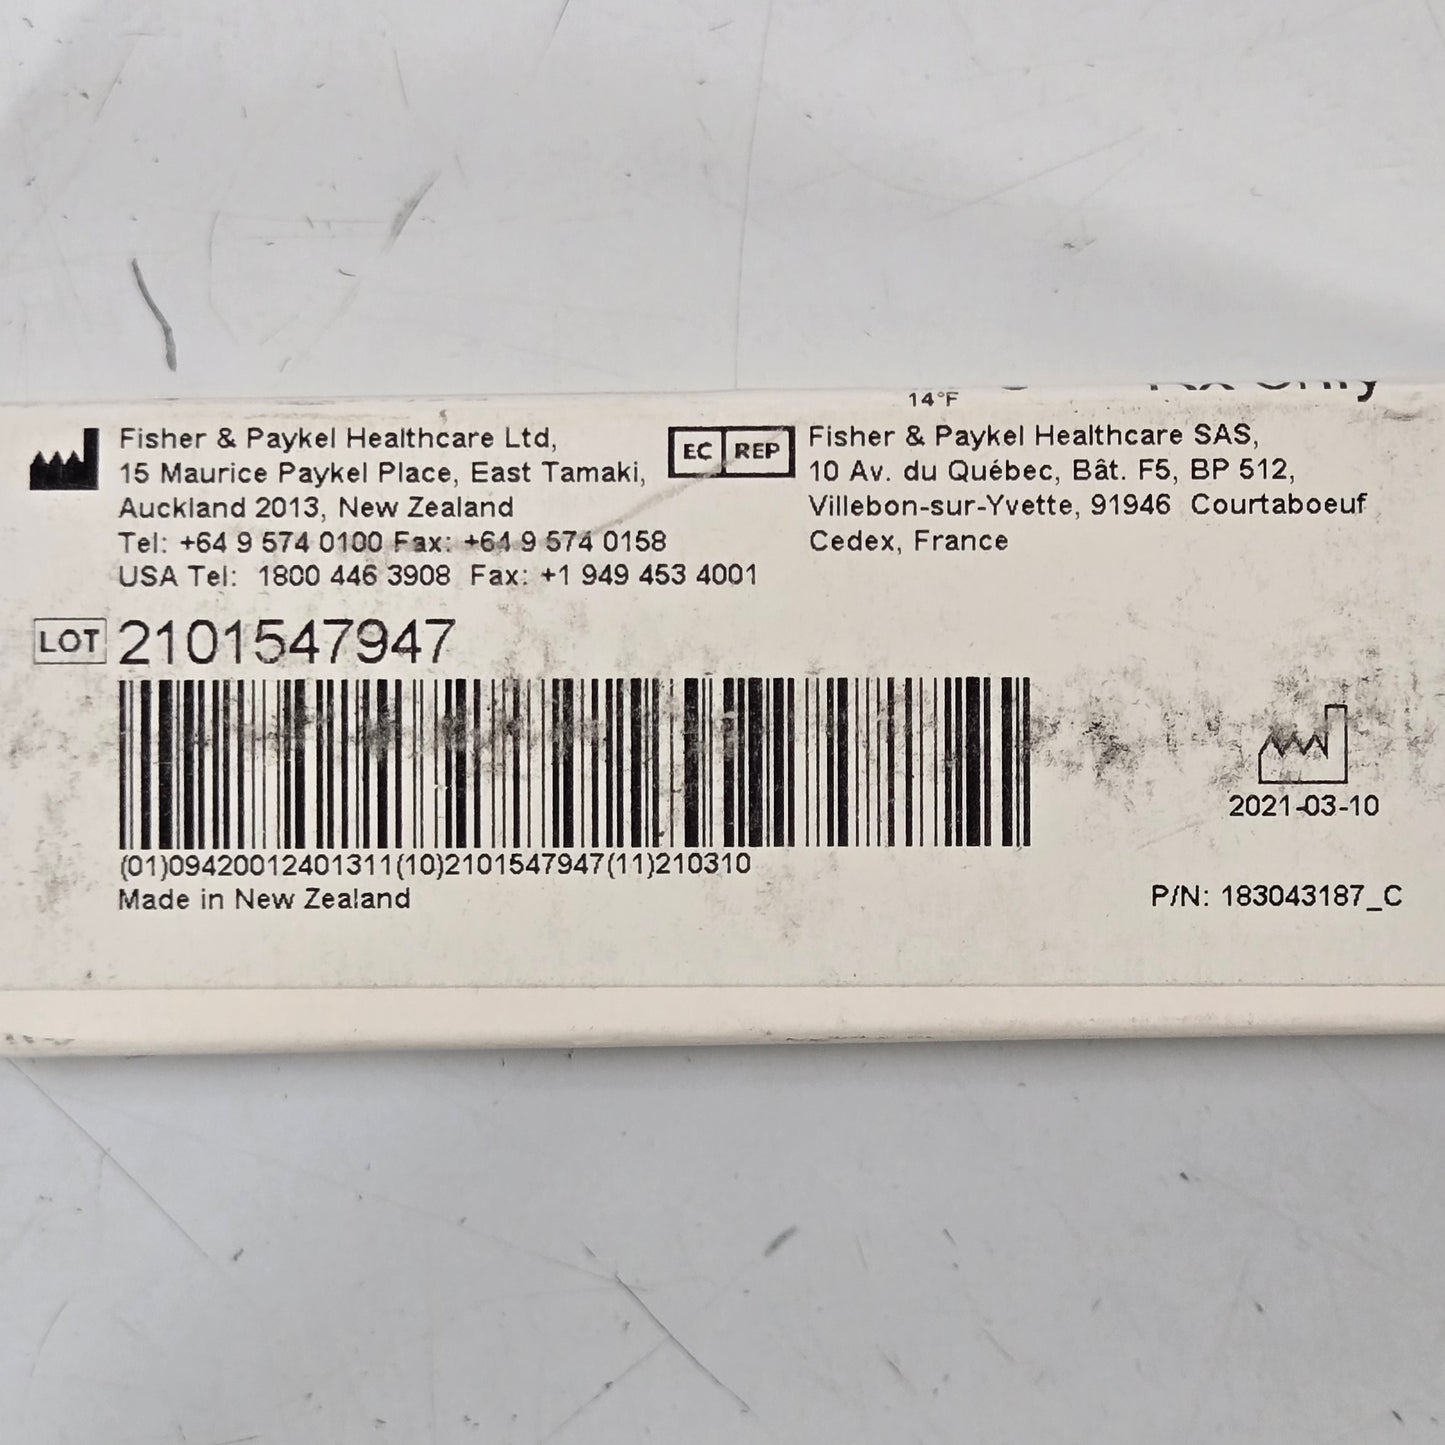 14°F
Rx Only
Fisher & Paykel Healthcare Ltd,
15 Maurice Paykel Place, East Tamaki,
Auckland 2013, New Zealand
Tel: +64 9 574 0100 Fax: +64 9 574 0158
USA Tel: 1800 446 3908 Fax: +1 949 453 4001
EC REP
Fisher & Paykel Healthcare SAS,
10 Av. du Québec, Bât. F5, BP 512,
Villebon-sur-Yvette, 91946 Courtaboeuf
Cedex, France
LOT 2101547947
(01)09420012401311(10)2101547947(11)210310
Made in New Zealand
2021-03-10
P/N: 183043187_C